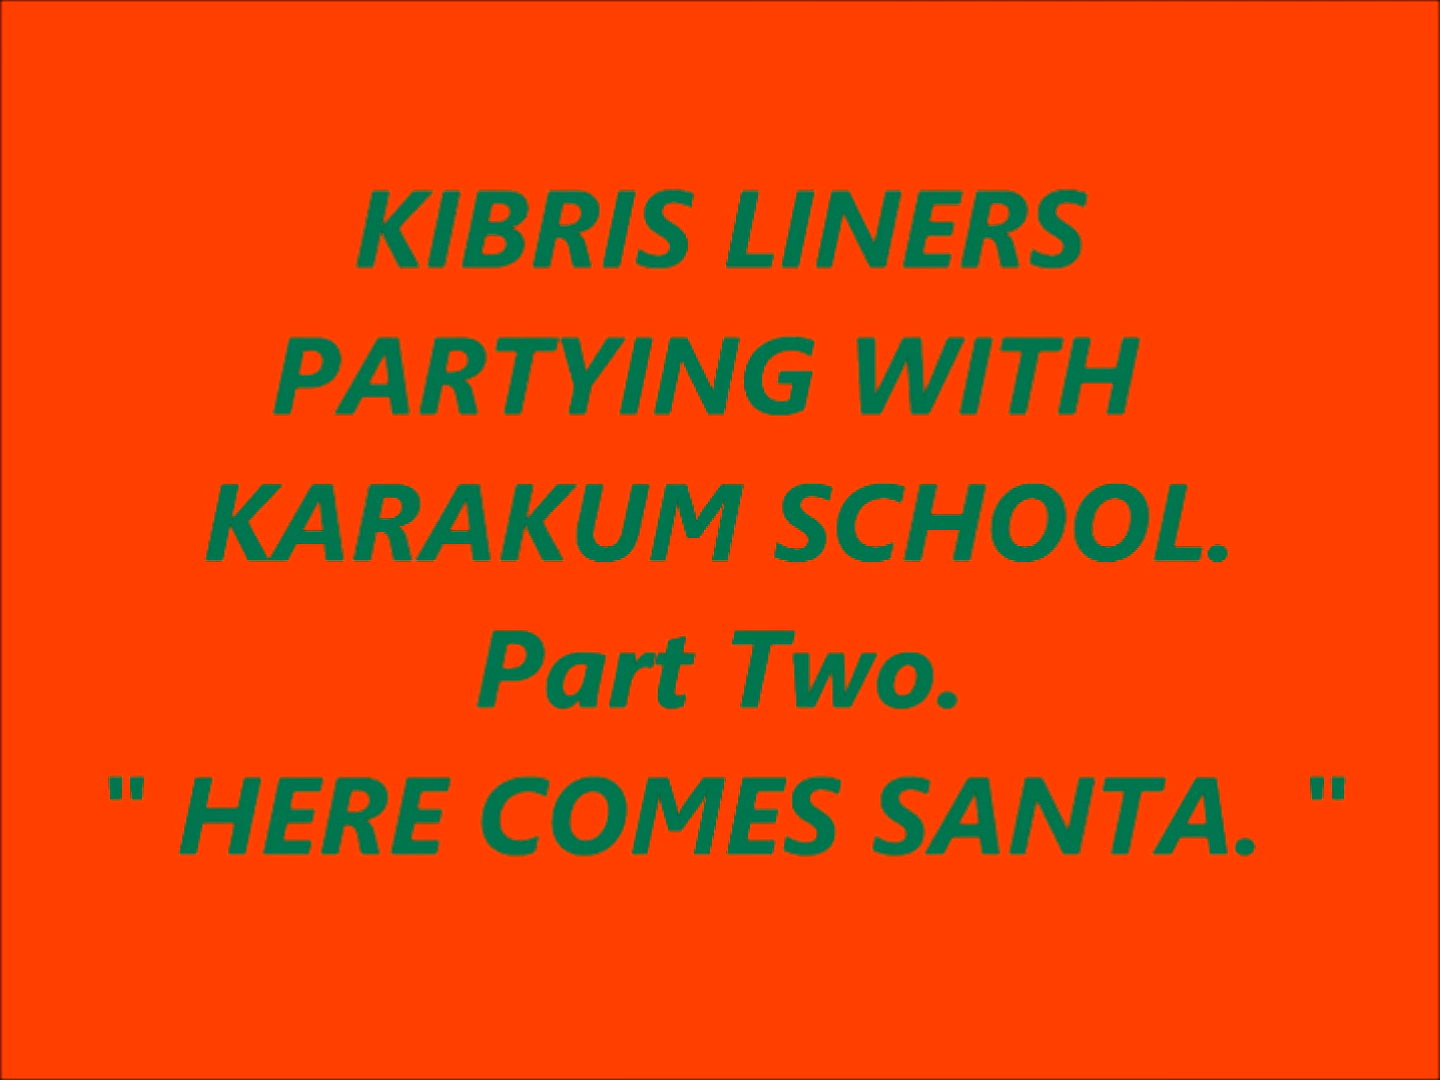 KIBRIS LINERS
PARTYING WITH
KARAKUM SCHOOL.
Part Two.
" HERE COMES SANTA. "